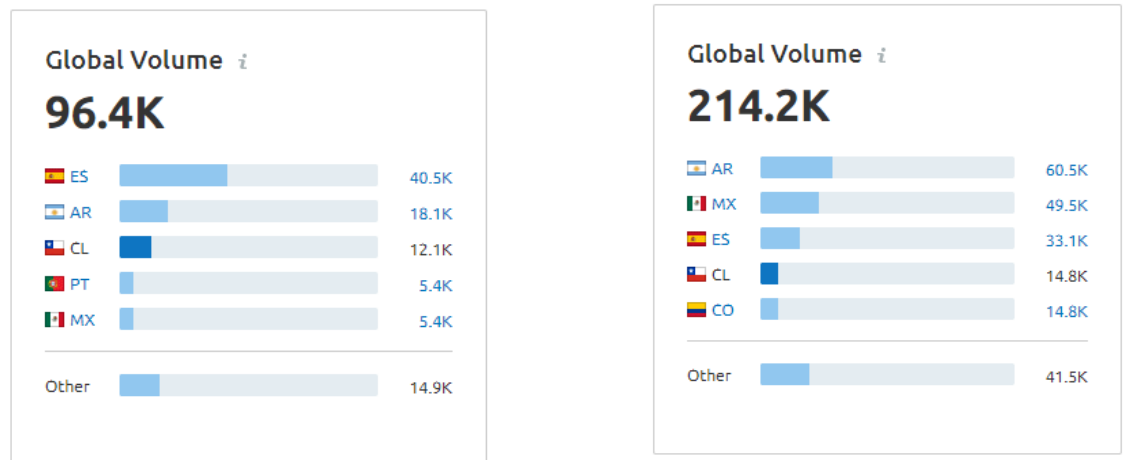 Global Volume i
96.4K
ES 40.5K
AR 18.1K
CL 12.1K
PT 5.4K
MX 5.4K
Other 14.9K
Global Volume i
214.2K
AR 60.5K
MX 49.5K
ES 33.1K
CL 14.8K
CO 14.8K
Other 41.5K